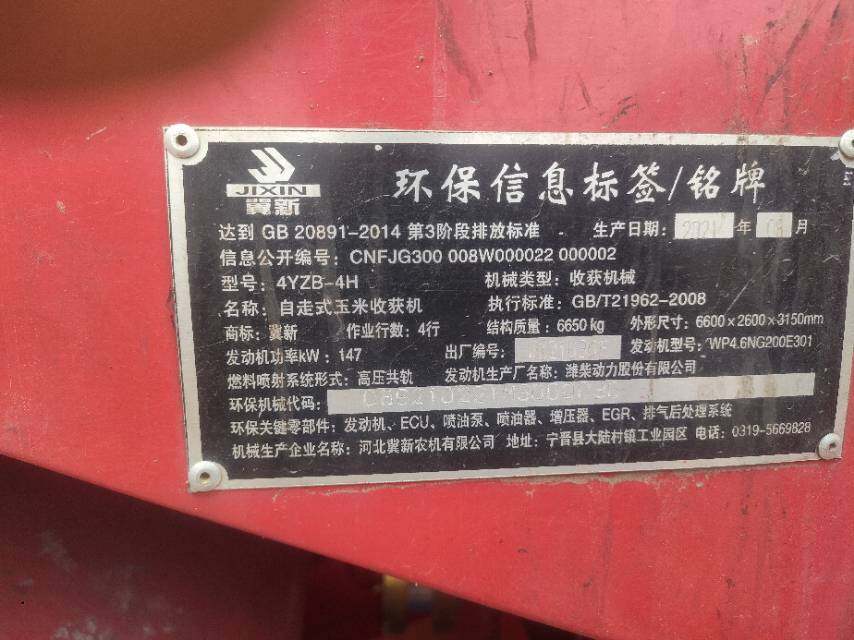 JIXIN
冀新
环保信息标签/铭牌
达到 GB 20891-2014 第3阶段排放标准 生产日期: 2021 年 月
信息公开编号: CNFJG300 008W000022 000002
型号: 4YZB-4H 机械类型: 收获机械
名称: 自走式玉米收获机 执行标准: GB/T21962-2008
商标: 冀新 作业行数: 4行 结构质量: 6650 kg 外形尺寸: 6600×2600×3150mm
发动机功率kW: 147 出厂编号: 发动机型号: WP4.6NG200E301
燃料喷射系统形式: 高压共轨 发动机生产厂名称: 潍柴动力股份有限公司
环保机械代码:
环保关键零部件: 发动机、ECU、喷油泵、喷油器、增压器、EGR、排气后处理系统
机械生产企业名称: 河北冀新农机有限公司 地址: 宁晋县大陆村镇工业园区 电话: 0319-5669828